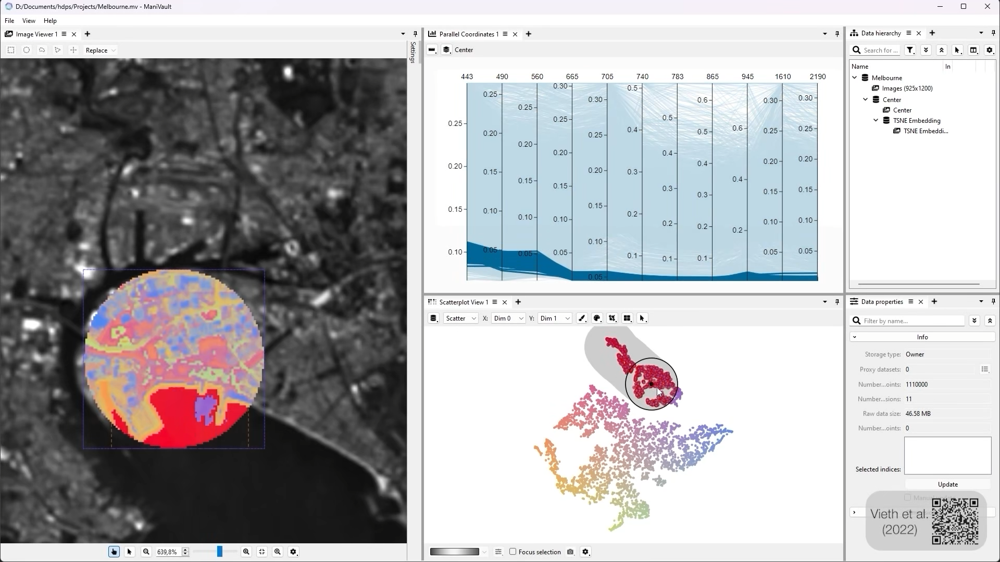 D:/Documents/hdps/Projects/Melbourne.mv - ManiVault
File View Help
Image Viewer 1
Replace
Settings
Parallel Coordinates 1
Center
443 490 560 665 705 740 783 865 945 1610 2190
0.25 0.20 0.15 0.10
0.25 0.20 0.15 0.10 0.05
0.25 0.20 0.15 0.10 0.05
0.30 0.25 0.20 0.15 0.10 0.05
0.30 0.25 0.20 0.15 0.10 0.05
0.5 0.4 0.3 0.2 0.1
0.5 0.4 0.3 0.2 0.1
0.6 0.5 0.4 0.3 0.2 0.1
0.6 0.4 0.2
0.30 0.25 0.20 0.15 0.10 0.05
0.30 0.25 0.20 0.15 0.10 0.05
Scatterplot View 1
Scatter X: Dim 0 Y: Dim 1
Focus selection
639,8%
Data hierarchy
Search for ...
Name In
Melbourne
Images (925x1200)
Center
Center
TSNE Embedding
TSNE Embeddi...
Data properties
Filter by name...
Info
Storage type: Owner
Proxy datasets: 0
Number...oints: 1110000
Number...sions: 11
Raw data size: 46.58 MB
Number...oints: 0
Selected indices:
Update
Vieth et al.
(2022)